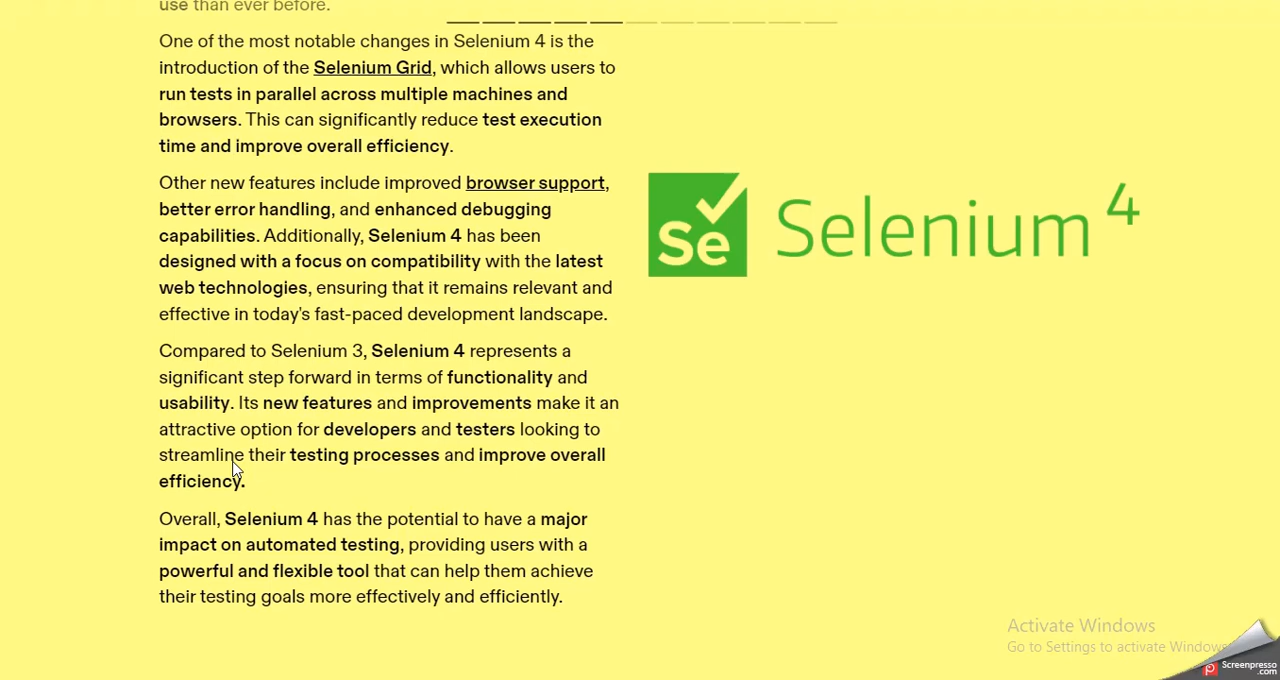 use than ever before.
One of the most notable changes in Selenium 4 is the
introduction of the Selenium Grid, which allows users to
run tests in parallel across multiple machines and
browsers. This can significantly reduce test execution
time and improve overall efficiency.
Other new features include improved browser support,
better error handling, and enhanced debugging
capabilities. Additionally, Selenium 4 has been
designed with a focus on compatibility with the latest
web technologies, ensuring that it remains relevant and
effective in today's fast-paced development landscape.
Compared to Selenium 3, Selenium 4 represents a
significant step forward in terms of functionality and
usability. Its new features and improvements make it an
attractive option for developers and testers looking to
streamline their testing processes and improve overall
efficiency.
Overall, Selenium 4 has the potential to have a major
impact on automated testing, providing users with a
powerful and flexible tool that can help them achieve
their testing goals more effectively and efficiently.
Se Selenium 4
Activate Windows
Go to Settings to activate Windows
Screenpresso
.com